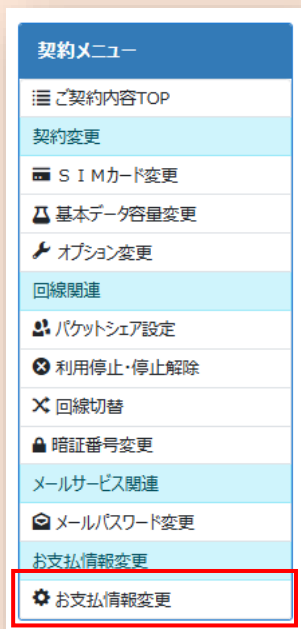 契約メニュー
ご契約内容TOP
契約変更
ＳＩＭカード変更
基本データ容量変更
オプション変更
回線関連
パケットシェア設定
利用停止・停止解除
回線切替
暗証番号変更
メールサービス関連
メールパスワード変更
お支払情報変更
お支払情報変更